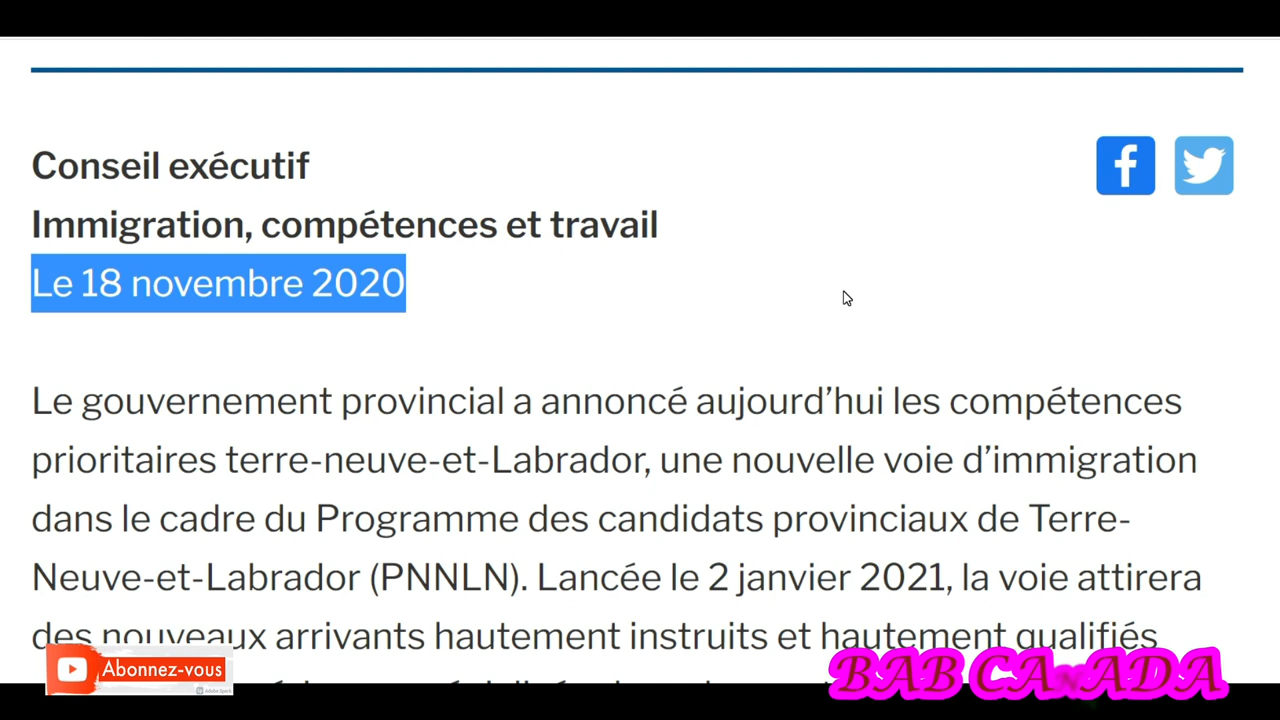 Conseil exécutif
Immigration, compétences et travail
Le 18 novembre 2020
Le gouvernement provincial a annoncé aujourd’hui les compétences
prioritaires terre-neuve-et-Labrador, une nouvelle voie d’immigration
dans le cadre du Programme des candidats provinciaux de Terre-
Neuve-et-Labrador (PNNLN). Lancée le 2 janvier 2021, la voie attirera
des nouveaux arrivants hautement instruits et hautement qualifiés
Abonnez-vous
BAB CANADA